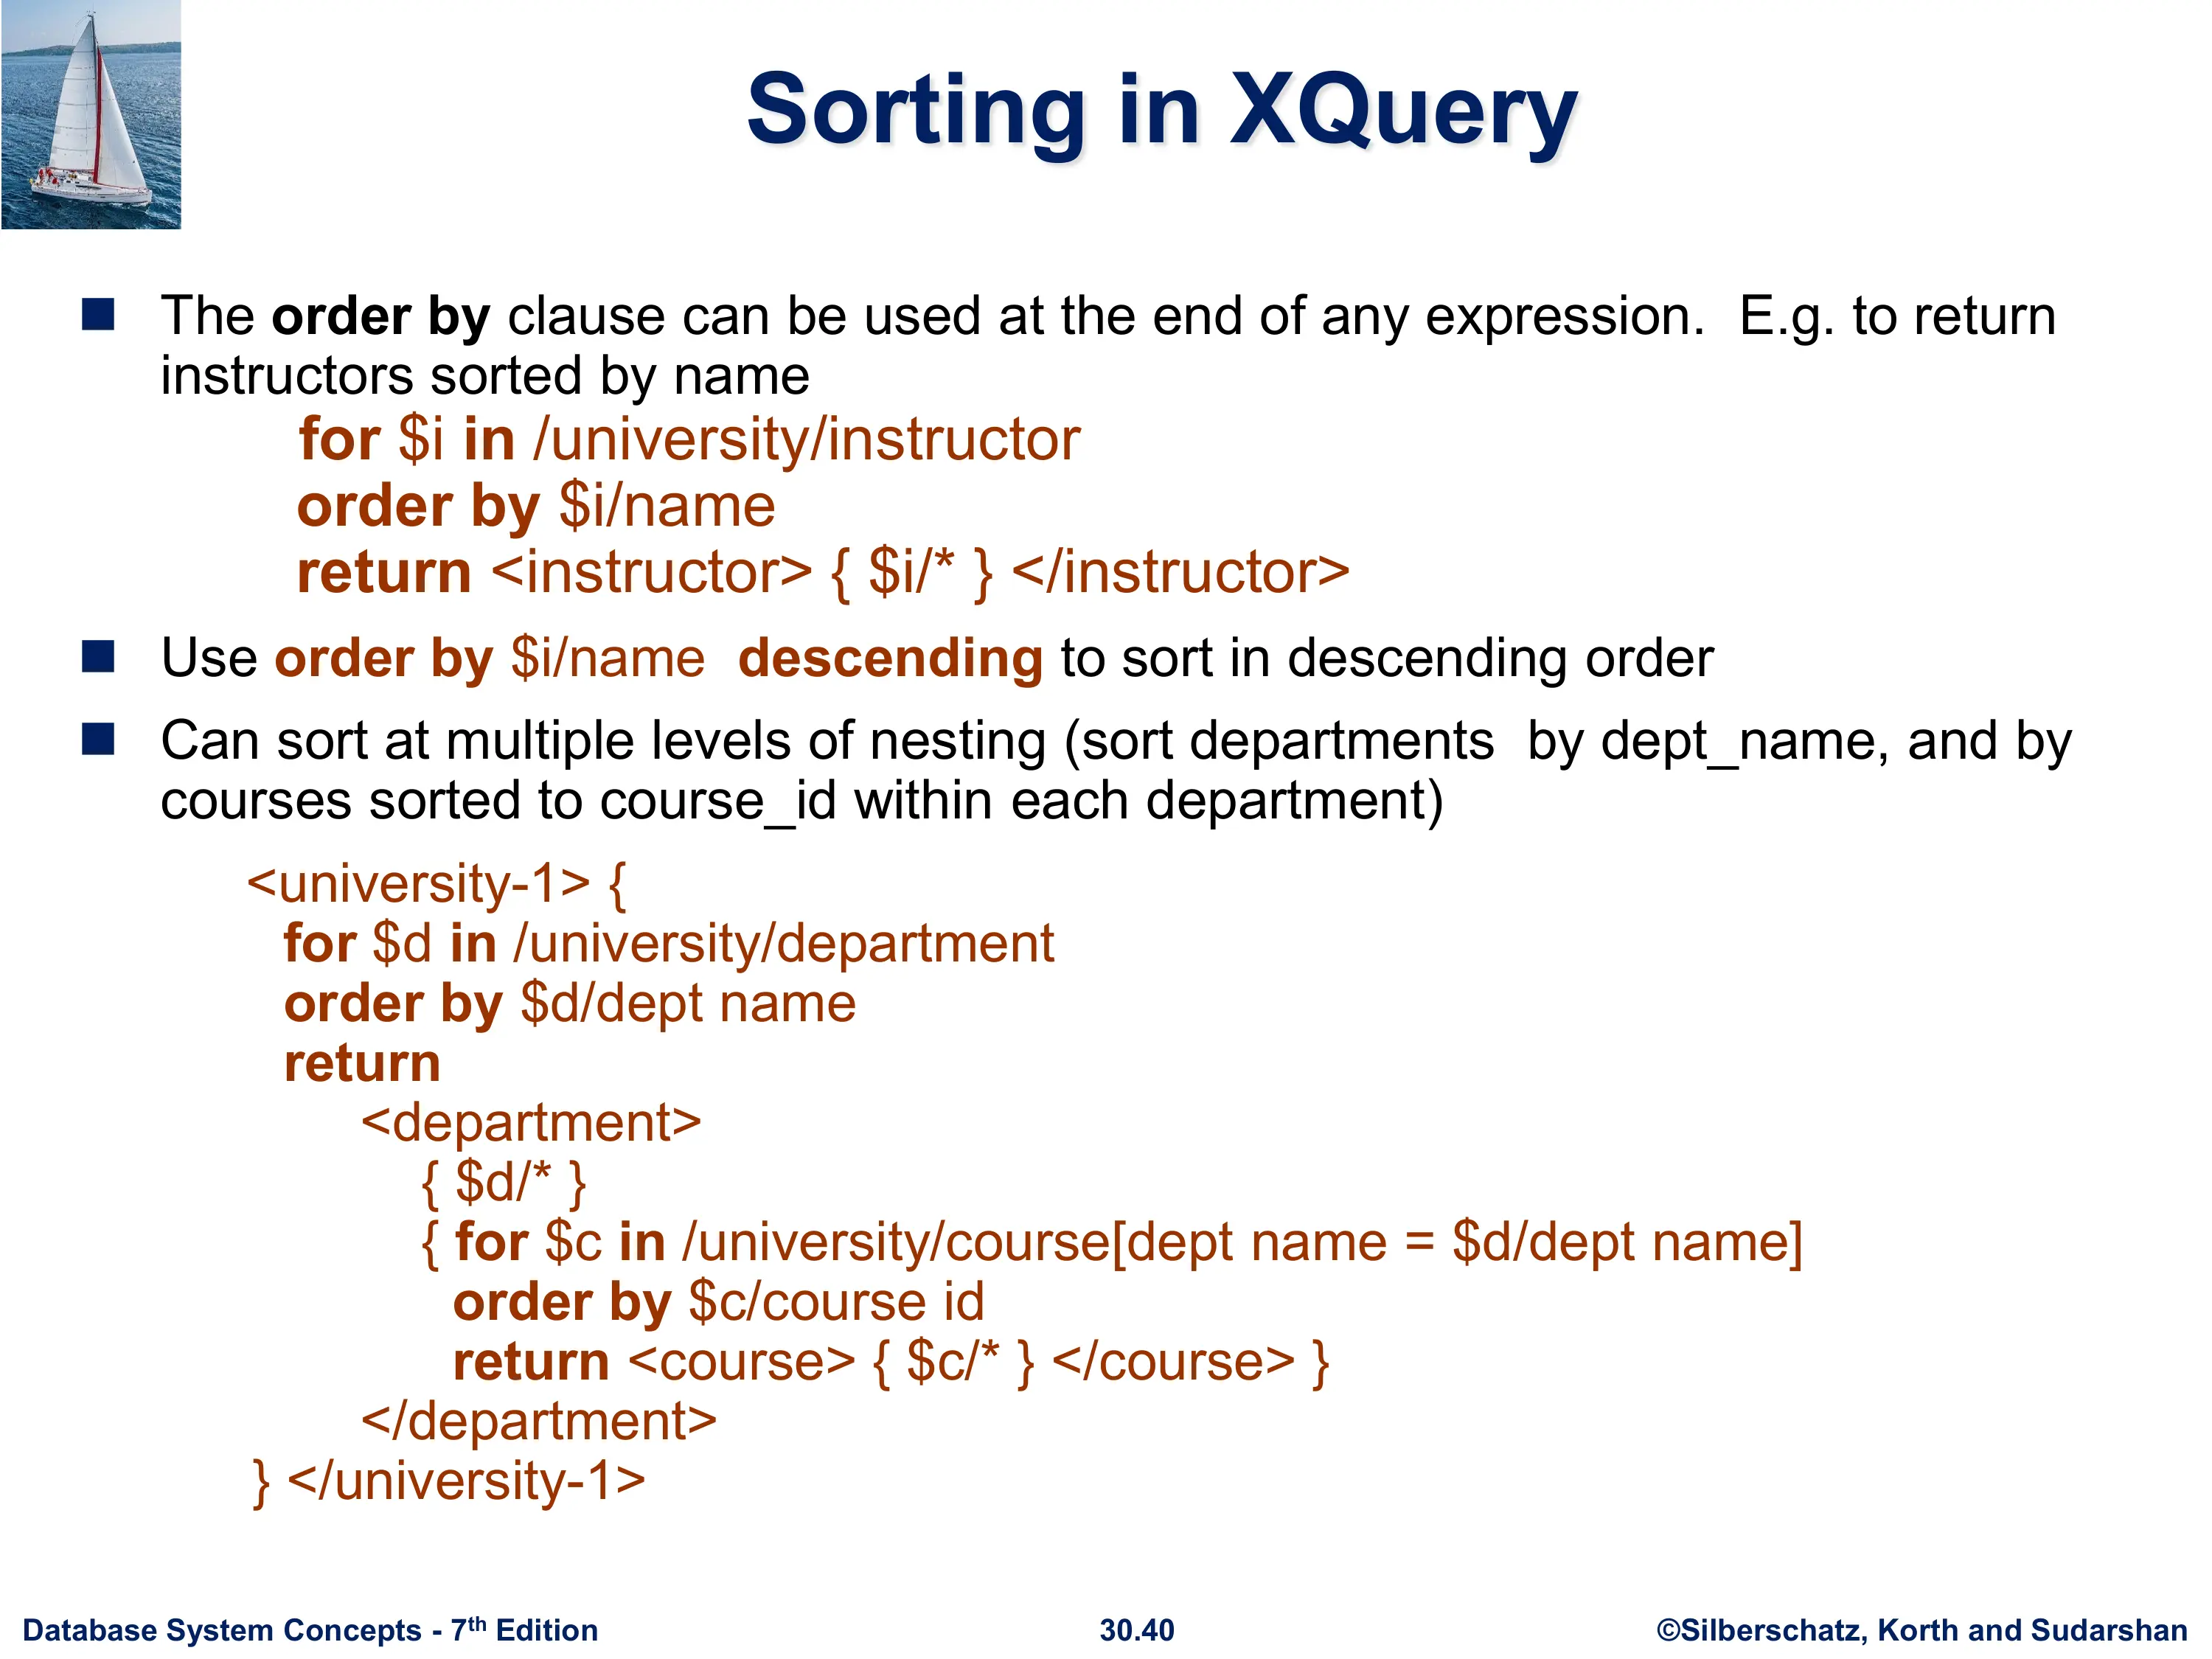 Sorting in XQuery
The order by clause can be used at the end of any expression.  E.g. to return
instructors sorted by name
for $i in /university/instructor
order by $i/name
return <instructor> { $i/* } </instructor>
Use order by $i/name  descending to sort in descending order
Can sort at multiple levels of nesting (sort departments  by dept_name, and by
courses sorted to course_id within each department)
<university-1> {
for $d in /university/department
order by $d/dept name
return
<department>
{ $d/* }
{ for $c in /university/course[dept name = $d/dept name]
order by $c/course id
return <course> { $c/* } </course> }
</department>
} </university-1>
Database System Concepts - 7th Edition
30.40
©Silberschatz, Korth and Sudarshan